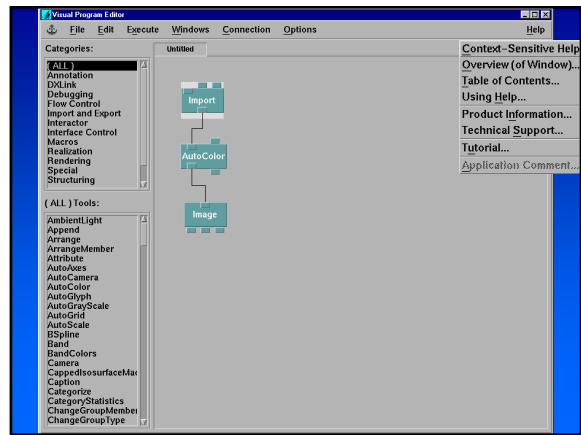 Visual Program Editor
File Edit Execute Windows Connection Options Help
Categories:
Untitled
( ALL )
Annotation
DXLink
Debugging
Flow Control
Import and Export
Interactor
Interface Control
Macros
Realization
Rendering
Special
Structuring
( ALL ) Tools:
AmbientLight
Append
Arrange
ArrangeMember
Attribute
AutoAxes
AutoCamera
AutoColor
AutoGlyph
AutoGrayScale
AutoGrid
AutoScale
BSpline
Band
BandColors
Camera
CappedIsosurfaceMac
Caption
Categorize
CategoryStatistics
ChangeGroupMember
ChangeGroupType
Import
AutoColor
Image
Context-Sensitive Help
Overview (of Window)...
Table of Contents...
Using Help...
Product Information...
Technical Support...
Tutorial...
Application Comment...